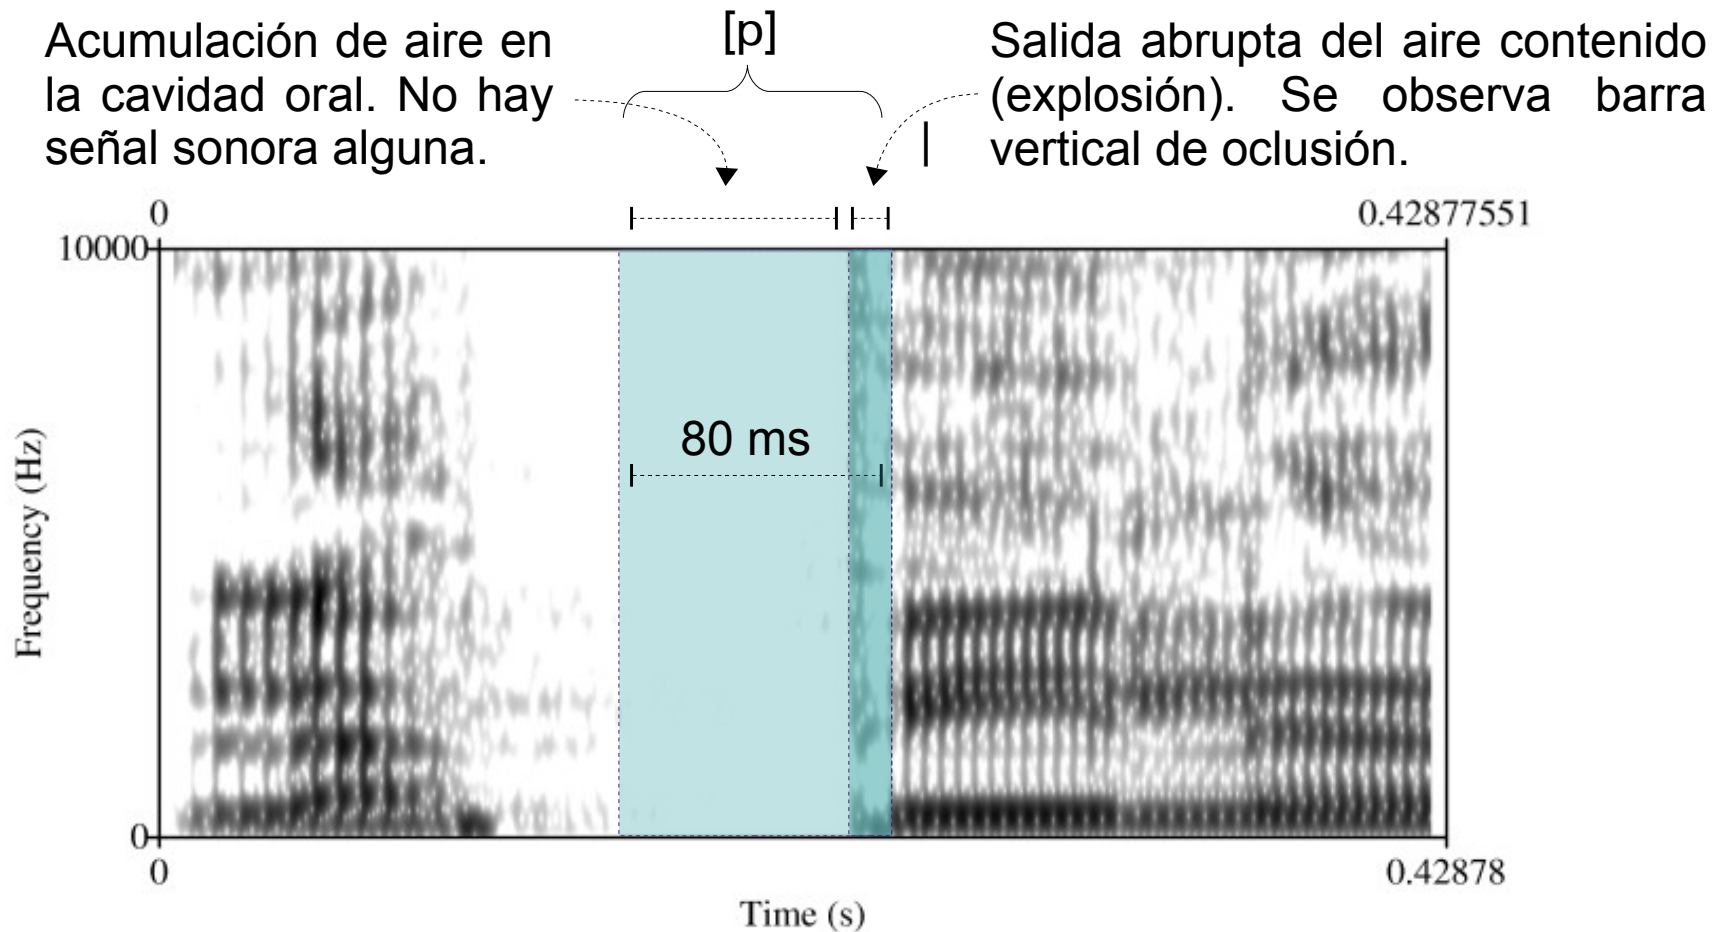 Acumulación de aire en
la cavidad oral. No hay
señal sonora alguna.
[p]
Salida abrupta del aire contenido
(explosión). Se observa barra
vertical de oclusión.
0
0.42877551
10000
80 ms
Frequency (Hz)
0
0
0.42878
Time (s)